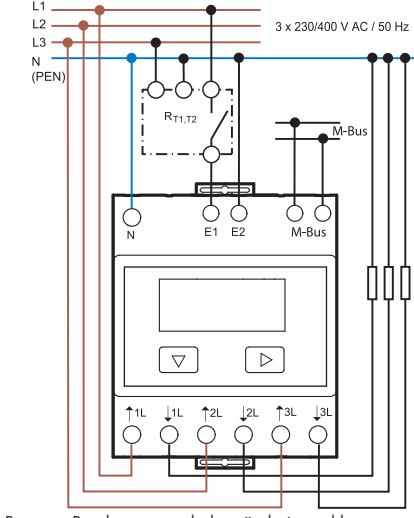 L1
L2
L3
N
(PEN)
3 x 230/400 V AC / 50 Hz
RT1,T2
M-Bus
N
E1
E2
M-Bus
↑1L
↓1L
↑2L
↓2L
↑3L
↓3L